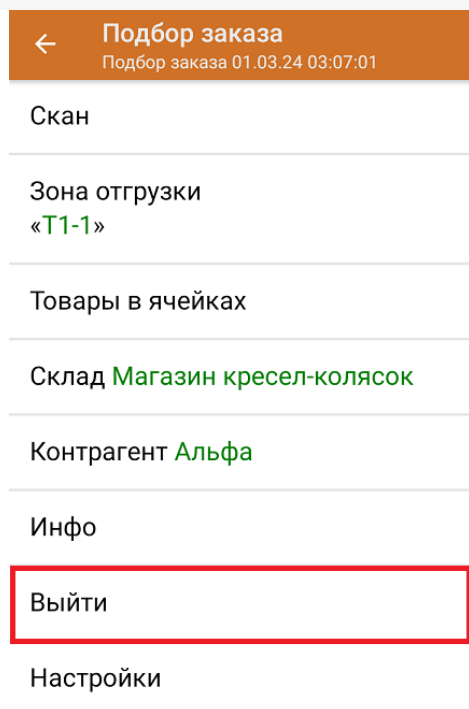 Подбор заказа
Подбор заказа 01.03.24 03:07:01
Скан
Зона отгрузки
«Т1-1»
Товары в ячейках
Склад Магазин кресел-колясок
Контрагент Альфа
Инфо
Выйти
Настройки